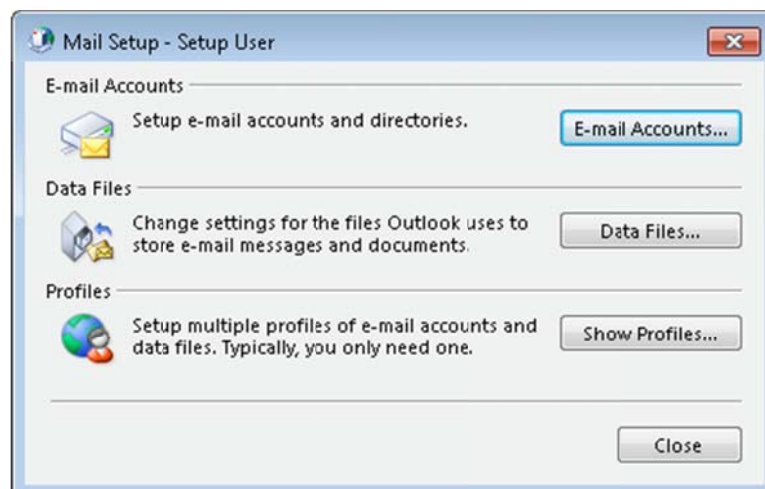 Mail Setup - Setup User
E-mail Accounts
Setup e-mail accounts and directories.
E-mail Accounts...
Data Files
Change settings for the files Outlook uses to
store e-mail messages and documents.
Data Files...
Profiles
Setup multiple profiles of e-mail accounts and
data files. Typically, you only need one.
Show Profiles...
Close